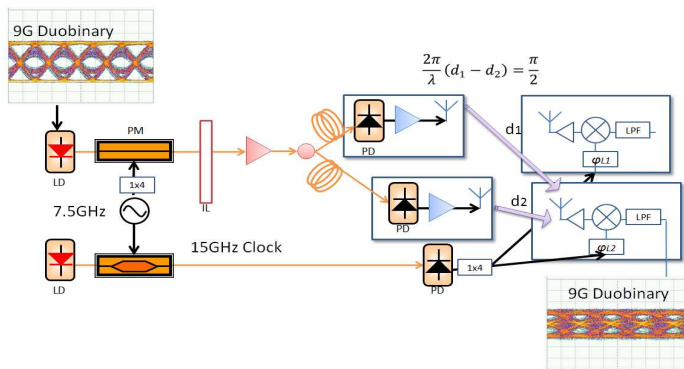 9G Duobinary
2π/λ (d₁ − d₂) = π/2
PM
LD
1x4
7.5GHz
IL
PD
d1
LPF
φL1
PD
d2
LPF
φL2
15GHz Clock
LD
PD
1x4
9G Duobinary